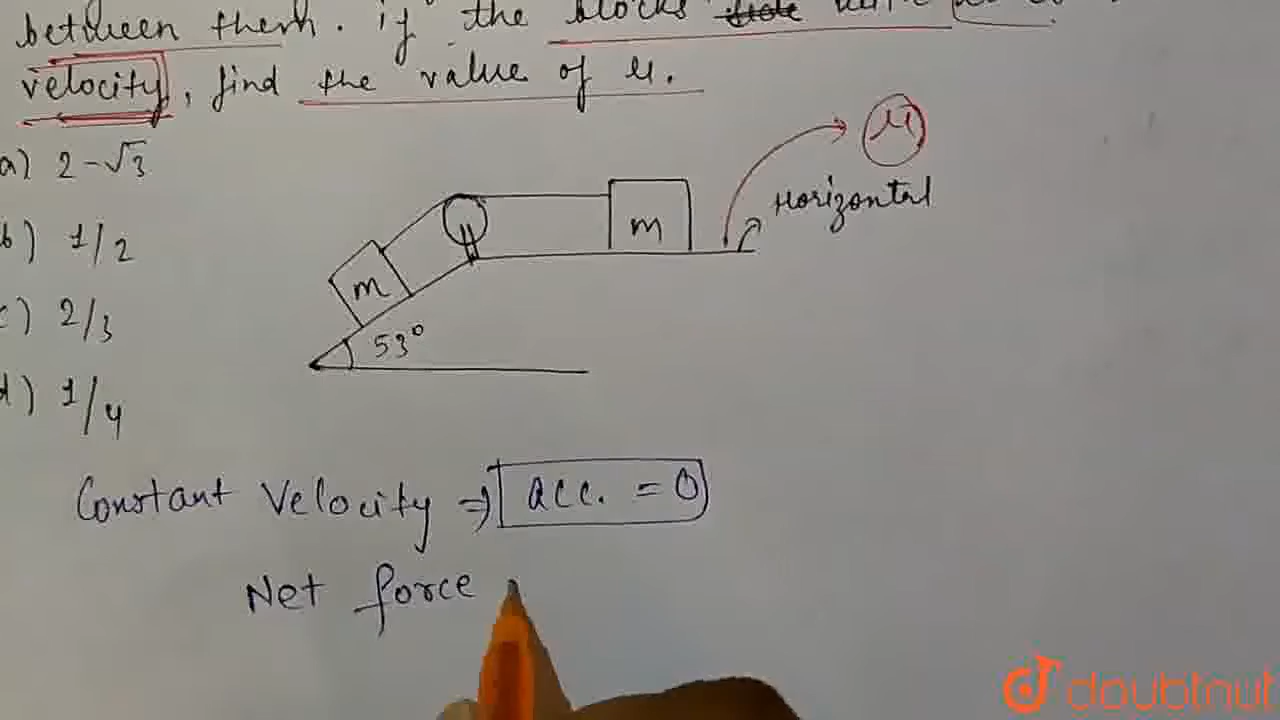 between them. if the blocks
velocity, find the value of μ.
a) 2-√3
b) 1/2
c) 2/3
d) 1/4
μ
Horizontal
m
m
53°
Constant Velocity ⇒ acc. = 0
Net force
doubtnut